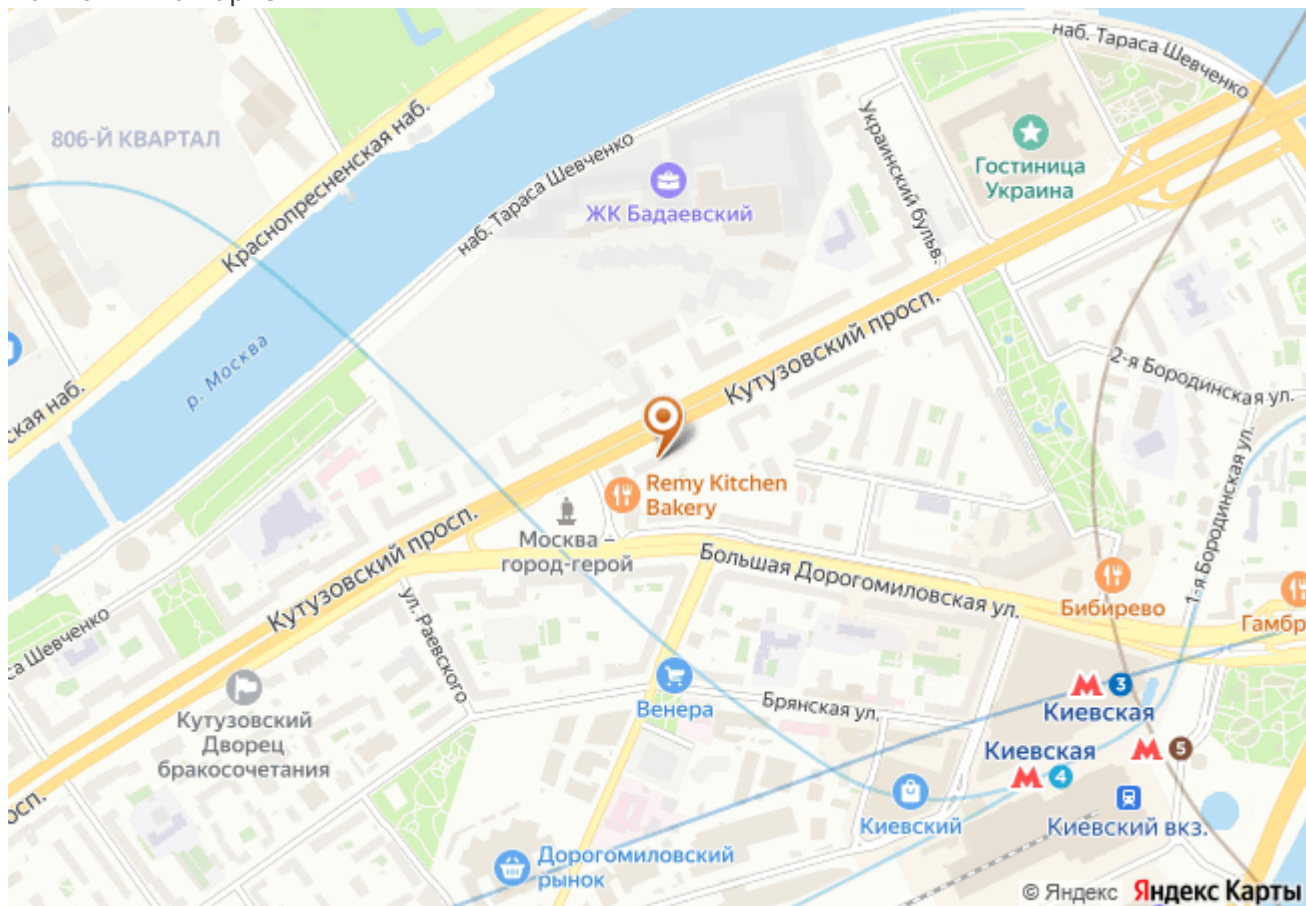 наб. Тараса Шевченко
806-Й КВАРТАЛ
Краснопресненская наб.
наб. Тараса Шевченко
ЖК Бадаевский
Украинский бульв.
Гостиница
Украина
р. Москва
ская наб.
Кутузовский просп.
2-я Бородинская ул.
Remy Kitchen
Bakery
Москва –
город-герой
Кутузовский просп.
Большая Дорогомиловская ул.
1-я Бородинская ул.
Бибирево
Гамбр
са Шевченко
ул. Раевского
Венера
Брянская ул.
3
Киевская
Киевская
4
5
Кутузовский
Дворец
бракосочетания
осп.
Киевский
Киевский вкз.
Дорогомиловский
рынок
© Яндекс Яндекс Карты